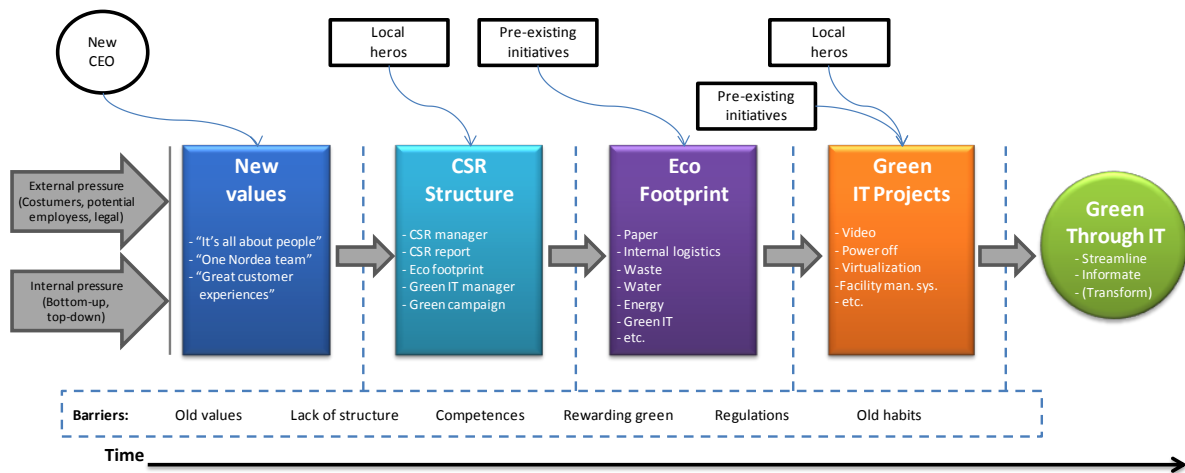 New
CEO
Local
heros
Pre-existing
initiatives
Local
heros
Pre-existing
initiatives
External pressure
(Costumers, potential
employess, legal)
Internal pressure
(Bottom-up,
top-down)
New
values
- "It's all about people"
- "One Nordea team"
- "Great customer
experiences"
CSR
Structure
- CSR manager
- CSR report
- Eco footprint
- Green IT manager
- Green campaign
Eco
Footprint
- Paper
- Internal logistics
- Waste
- Water
- Energy
- Green IT
- etc.
Green
IT Projects
- Video
- Power off
- Virtualization
-Facility man. sys.
- etc.
Green
Through IT
- Streamline
- Informate
- (Transform)
Barriers: Old values Lack of structure Competences Rewarding green Regulations Old habits
Time